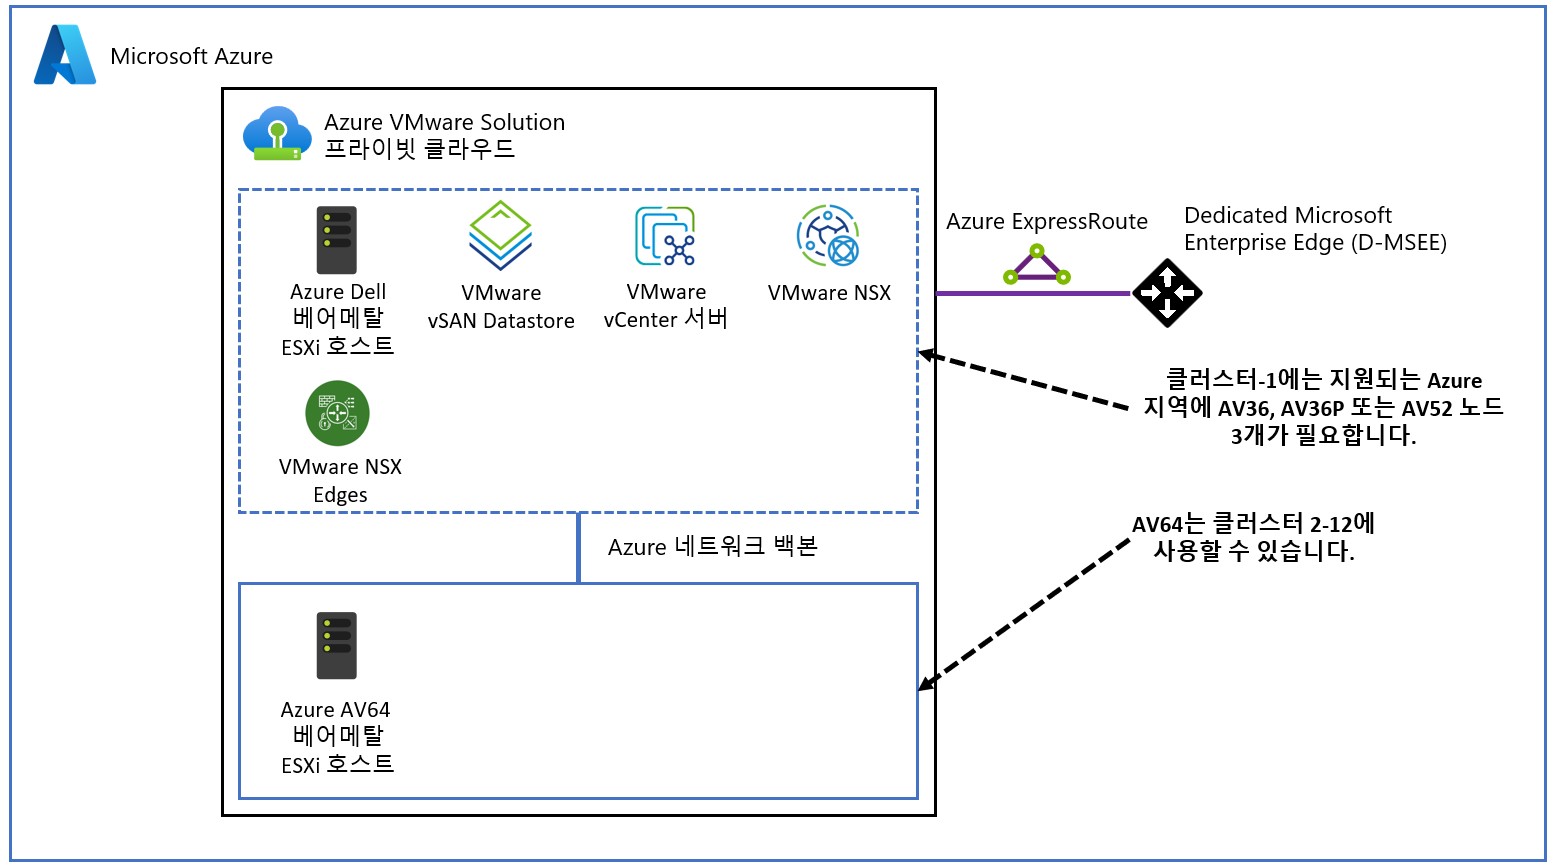 Microsoft Azure
Azure VMware Solution
프라이빗 클라우드
Azure Dell
베어메탈
ESXi 호스트
VMware
vSAN Datastore
VMware
vCenter 서버
VMware NSX
VMware NSX
Edges
Azure ExpressRoute
Dedicated Microsoft
Enterprise Edge (D-MSEE)
클러스터-1에는 지원되는 Azure
지역에 AV36, AV36P 또는 AV52 노드
3개가 필요합니다.
AV64는 클러스터 2-12에
사용할 수 있습니다.
Azure 네트워크 백본
Azure AV64
베어메탈
ESXi 호스트